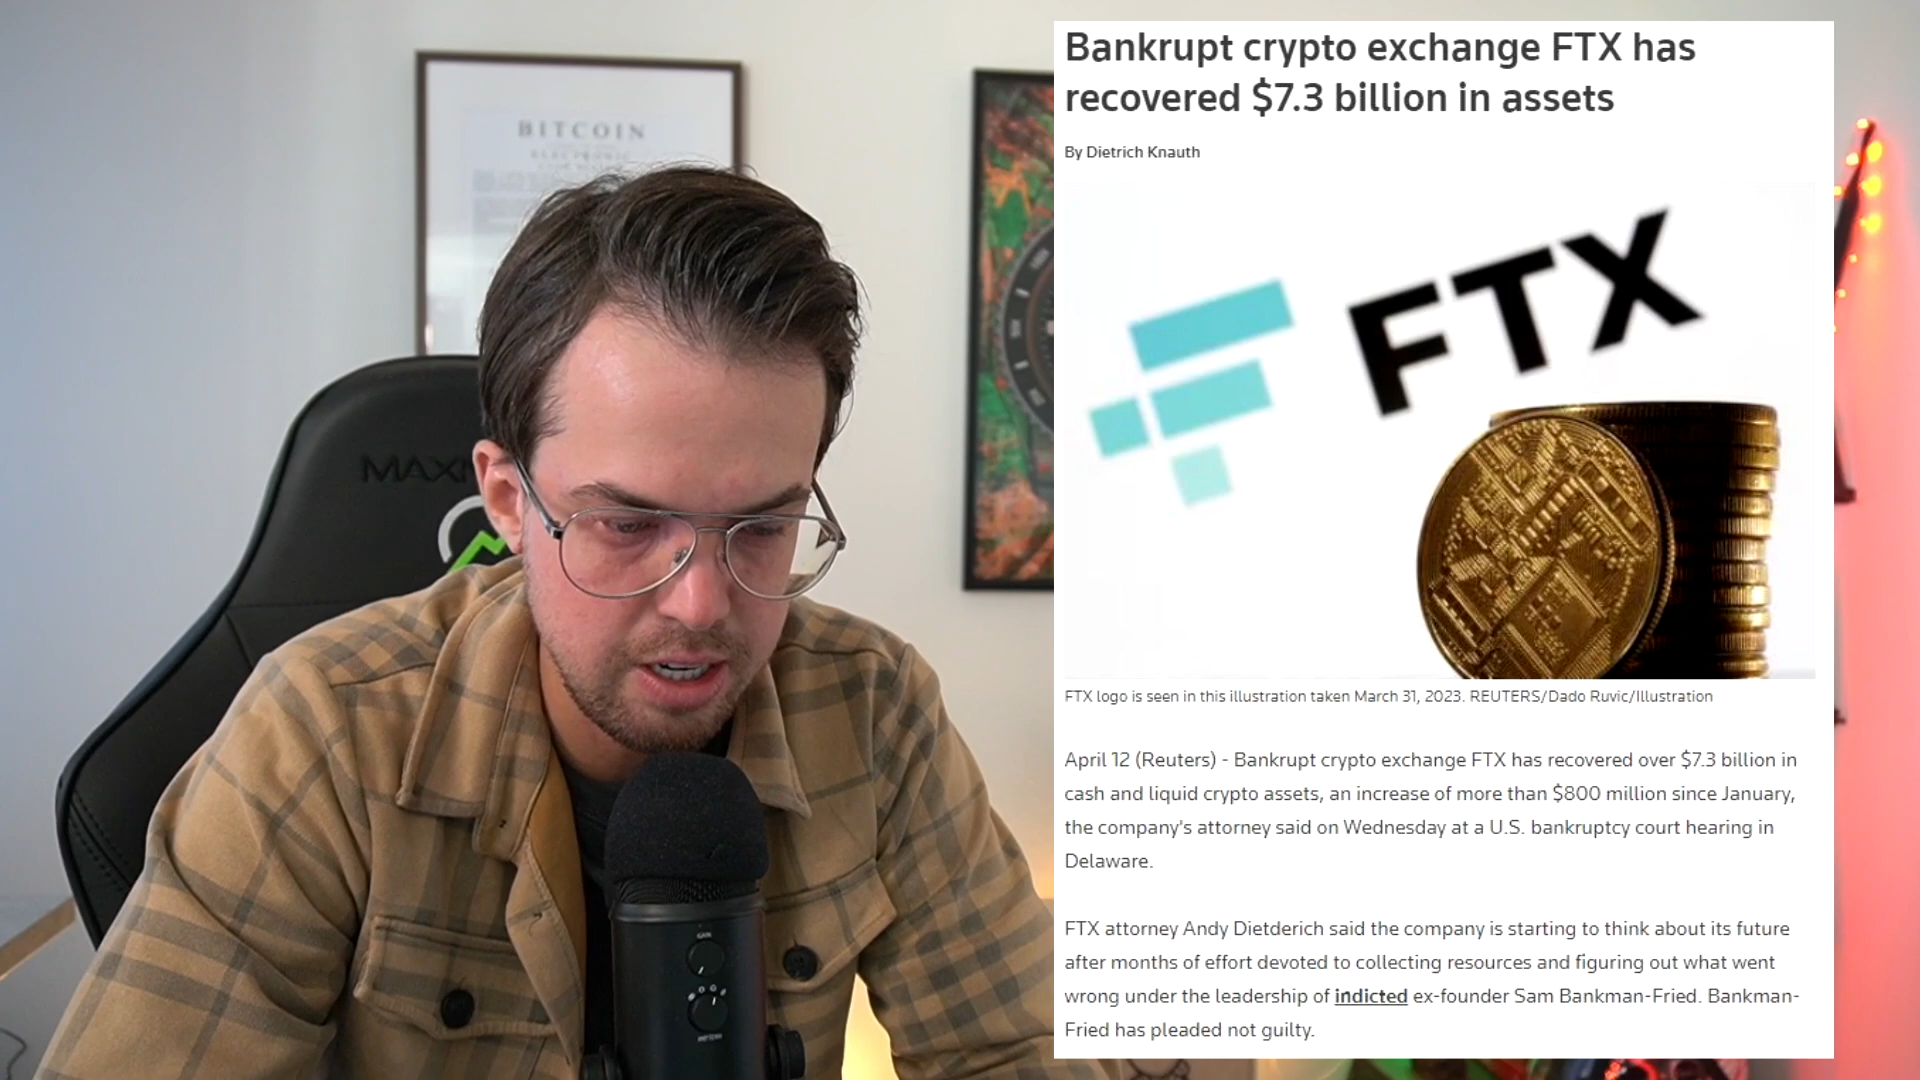 BITCOIN
MAX
Bankrupt crypto exchange FTX has
recovered $7.3 billion in assets
By Dietrich Knauth
FTX
FTX logo is seen in this illustration taken March 31, 2023. REUTERS/Dado Ruvic/Illustration
April 12 (Reuters) - Bankrupt crypto exchange FTX has recovered over $7.3 billion in
cash and liquid crypto assets, an increase of more than $800 million since January,
the company's attorney said on Wednesday at a U.S. bankruptcy court hearing in
Delaware.
FTX attorney Andy Dietderich said the company is starting to think about its future
after months of effort devoted to collecting resources and figuring out what went
wrong under the leadership of indicted ex-founder Sam Bankman-Fried. Bankman-
Fried has pleaded not guilty.
GAIN
PATTERN